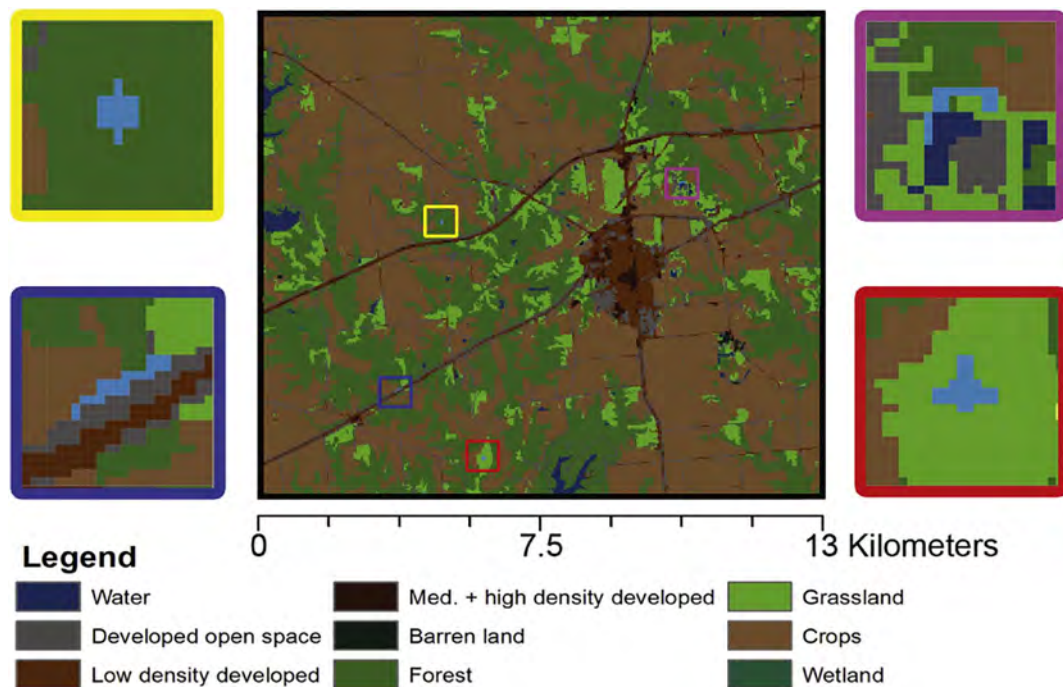 0 7.5 13 Kilometers
Legend
Water
Developed open space
Low density developed
Med. + high density developed
Barren land
Forest
Grassland
Crops
Wetland